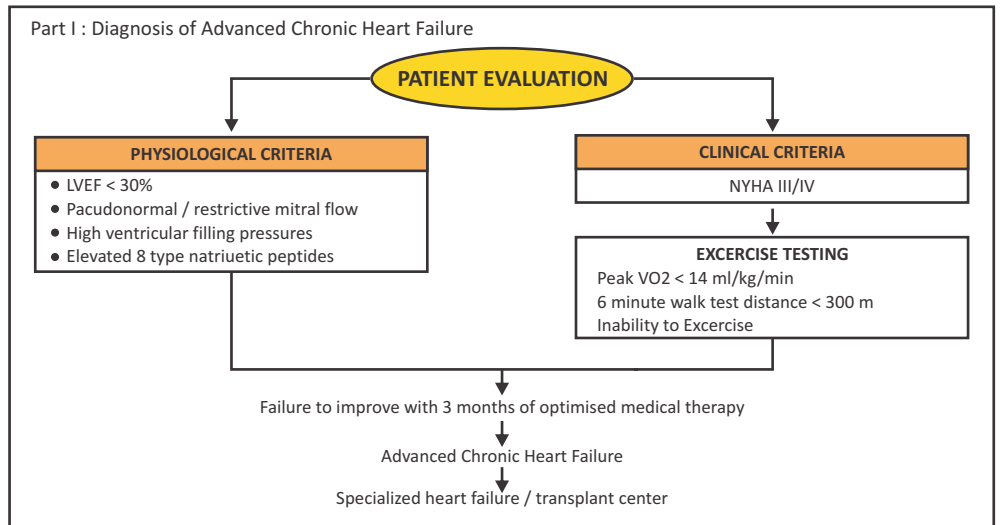 Part I : Diagnosis of Advanced Chronic Heart Failure
PATIENT EVALUATION
PHYSIOLOGICAL CRITERIA
● LVEF < 30%
● Pacudonormal / restrictive mitral flow
● High ventricular filling pressures
● Elevated 8 type natriuetic peptides
CLINICAL CRITERIA
NYHA III/IV
EXCERCISE TESTING
Peak VO2 < 14 ml/kg/min
6 minute walk test distance < 300 m
Inability to Excercise
Failure to improve with 3 months of optimised medical therapy
Advanced Chronic Heart Failure
Specialized heart failure / transplant center